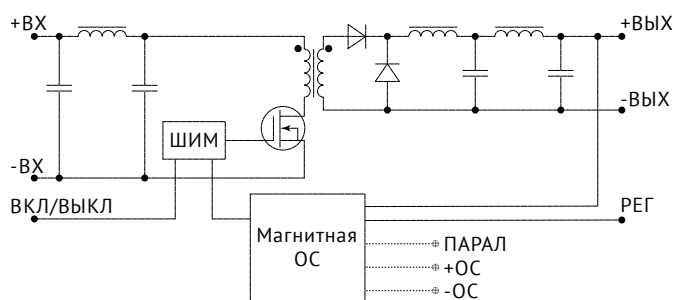 +ВХ
+ВЫХ
-ВЫХ
ШИМ
-ВХ
ВКЛ/ВЫКЛ
РЕГ
Магнитная
ОС
ПАРАЛ
+ОС
-ОС